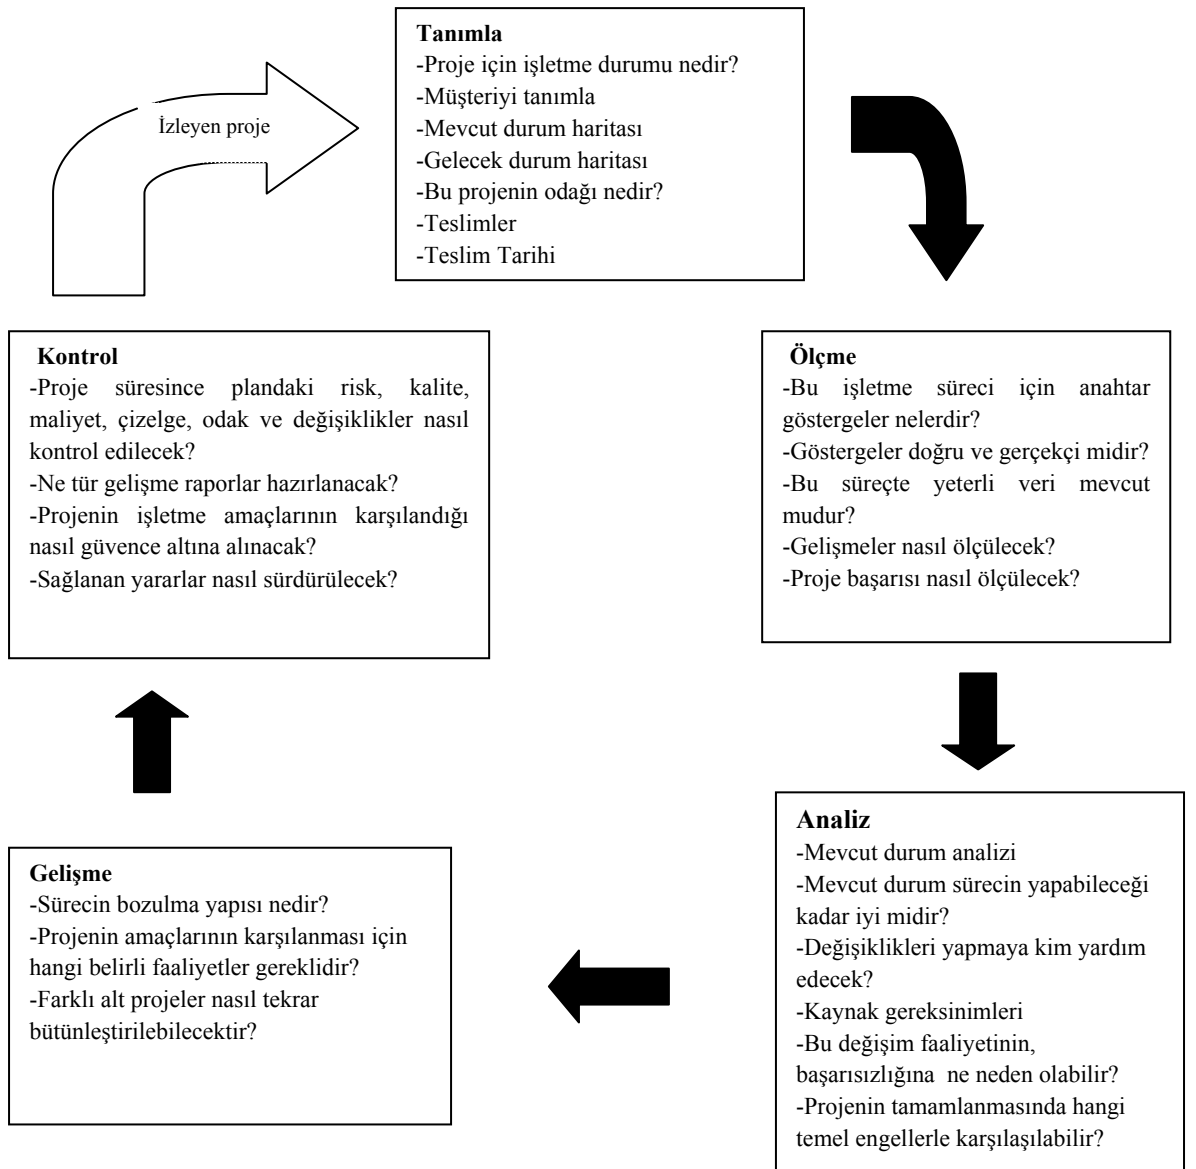 Tanımla
-Proje için işletme durumu nedir?
-Müşteriyi tanımla
-Mevcut durum haritası
-Gelecek durum haritası
-Bu projenin odağı nedir?
-Teslimler
-Teslim Tarihi
İzleyen proje
Kontrol
-Proje süresince plandaki risk, kalite,
maliyet, çizelge, odak ve değişiklikler nasıl
kontrol edilecek?
-Ne tür gelişme raporlar hazırlanacak?
-Projenin işletme amaçlarının karşılandığı
nasıl güvence altına alınacak?
-Sağlanan yararlar nasıl sürdürülecek?
Ölçme
-Bu işletme süreci için anahtar
göstergeler nelerdir?
-Göstergeler doğru ve gerçekçi midir?
-Bu süreçte yeterli veri mevcut
mudur?
-Gelişmeler nasıl ölçülecek?
-Proje başarısı nasıl ölçülecek?
Analiz
-Mevcut durum analizi
-Mevcut durum sürecin yapabileceği
kadar iyi midir?
-Değişiklikleri yapmaya kim yardım
edecek?
-Kaynak gereksinimleri
-Bu değişim faaliyetinin,
başarısızlığına ne neden olabilir?
-Projenin tamamlanmasında hangi
temel engellerle karşılaşılabilir?
Gelişme
-Sürecin bozulma yapısı nedir?
-Projenin amaçlarının karşılanması için
hangi belirli faaliyetler gereklidir?
-Farklı alt projeler nasıl tekrar
bütünleştirilebilecektir?